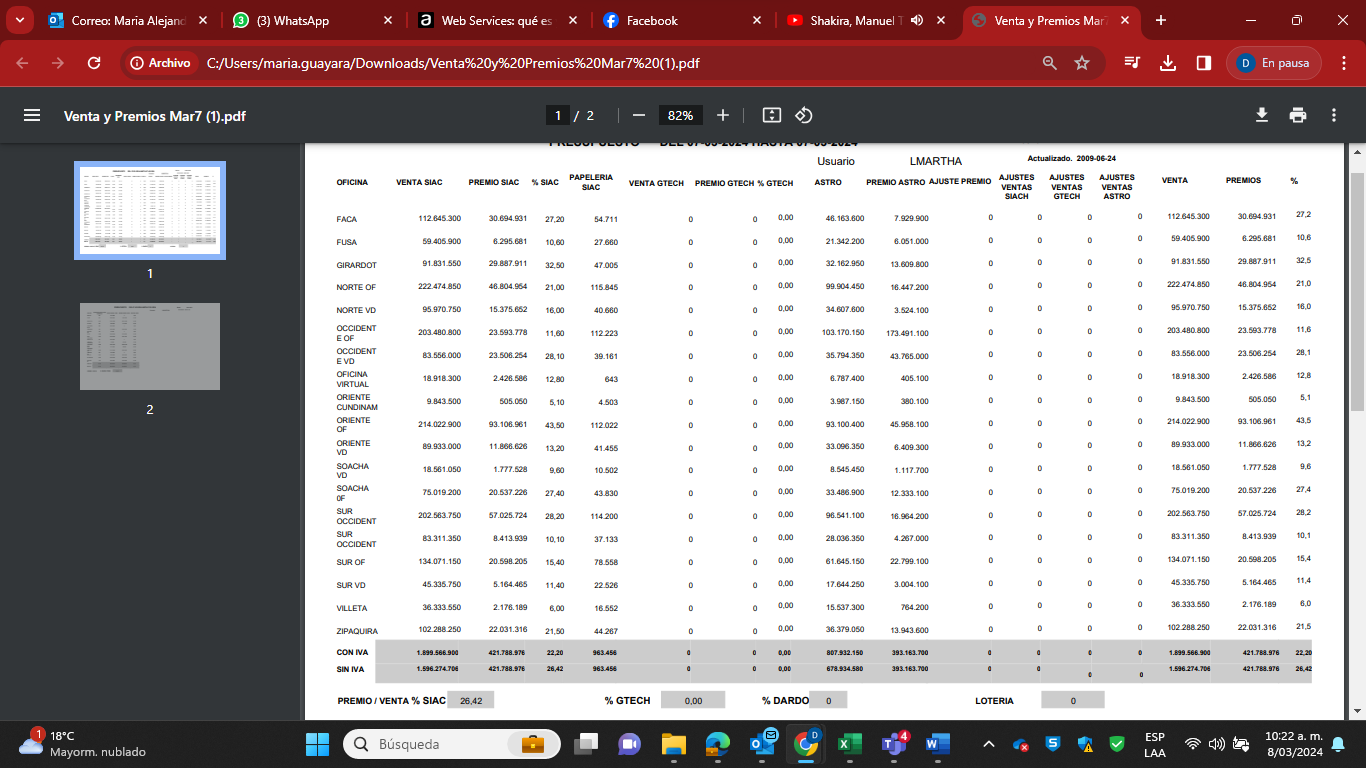 Correo: Maria Alejand
(3) WhatsApp
Web Services: qué es
Facebook
Shakira, Manuel T
Venta y Premios Mar7
Archivo C:/Users/maria.guayara/Downloads/Venta%20y%20Premios%20Mar7%20(1).pdf
En pausa
Venta y Premios Mar7 (1).pdf 1 / 2 82%
PRESUPUESTO DEL 07-03-2024 HASTA 07-03-2024
Usuario LMARTHA Actualizado. 2009-06-24
OFICINA VENTA SIAC PREMIO SIAC % SIAC PAPELERIA SIAC VENTA GTECH PREMIO GTECH % GTECH ASTRO PREMIO ASTRO AJUSTE PREMIO AJUSTES VENTAS SIACH AJUSTES VENTAS GTECH AJUSTES VENTAS ASTRO VENTA PREMIOS %
FACA 112.645.300 30.694.931 27,20 54.711 0 0 0,00 46.163.600 7.929.900 0 0 0 0 112.645.300 30.694.931 27,2
FUSA 59.405.900 6.295.681 10,60 27.660 0 0 0,00 21.342.200 6.051.000 0 0 0 0 59.405.900 6.295.681 10,6
GIRARDOT 91.831.550 29.887.911 32,50 47.005 0 0 0,00 32.162.950 13.609.800 0 0 0 0 91.831.550 29.887.911 32,5
NORTE OF 222.474.850 46.804.954 21,00 115.845 0 0 0,00 99.904.450 16.447.200 0 0 0 0 222.474.850 46.804.954 21,0
NORTE VD 95.970.750 15.375.652 16,00 40.660 0 0 0,00 34.607.600 3.524.100 0 0 0 0 95.970.750 15.375.652 16,0
OCCIDENT E OF 203.480.800 23.593.778 11,60 112.223 0 0 0,00 103.170.150 173.491.100 0 0 0 0 203.480.800 23.593.778 11,6
OCCIDENT E VD 83.556.000 23.506.254 28,10 39.161 0 0 0,00 35.794.350 43.765.000 0 0 0 0 83.556.000 23.506.254 28,1
OFICINA VIRTUAL 18.918.300 2.426.586 12,80 643 0 0 0,00 6.787.400 405.100 0 0 0 0 18.918.300 2.426.586 12,8
ORIENTE CUNDINAM 9.843.500 505.050 5,10 4.503 0 0 0,00 3.987.150 380.100 0 0 0 0 9.843.500 505.050 5,1
ORIENTE OF 214.022.900 93.106.961 43,50 112.022 0 0 0,00 93.100.400 45.958.100 0 0 0 0 214.022.900 93.106.961 43,5
ORIENTE VD 89.933.000 11.866.626 13,20 41.455 0 0 0,00 33.096.350 6.409.300 0 0 0 0 89.933.000 11.866.626 13,2
SOACHA VD 18.561.050 1.777.528 9,60 10.502 0 0 0,00 8.545.450 1.117.700 0 0 0 0 18.561.050 1.777.528 9,6
SOACHA 0F 75.019.200 20.537.226 27,40 43.830 0 0 0,00 33.486.900 12.333.100 0 0 0 0 75.019.200 20.537.226 27,4
SUR OCCIDENT 202.563.750 57.025.724 28,20 114.200 0 0 0,00 96.541.100 16.964.200 0 0 0 0 202.563.750 57.025.724 28,2
SUR OCCIDENT 83.311.350 8.413.939 10,10 37.133 0 0 0,00 28.036.350 4.267.000 0 0 0 0 83.311.350 8.413.939 10,1
SUR OF 134.071.150 20.598.205 15,40 78.558 0 0 0,00 61.645.150 22.799.100 0 0 0 0 134.071.150 20.598.205 15,4
SUR VD 45.335.750 5.164.465 11,40 22.526 0 0 0,00 17.644.250 3.004.100 0 0 0 0 45.335.750 5.164.465 11,4
VILLETA 36.333.550 2.176.189 6,00 16.552 0 0 0,00 15.537.300 764.200 0 0 0 0 36.333.550 2.176.189 6,0
ZIPAQUIRA 102.288.250 22.031.316 21,50 44.267 0 0 0,00 36.379.050 13.943.600 0 0 0 0 102.288.250 22.031.316 21,5
CON IVA 1.899.566.900 421.788.976 22,20 963.456 0 0 0,00 807.932.150 393.163.700 0 0 0 0 1.899.566.900 421.788.976 22,20
SIN IVA 1.596.274.706 421.788.976 26,42 963.456 0 0 0,00 678.934.580 393.163.700 0 0 0 0 1.596.274.706 421.788.976 26,42
PREMIO / VENTA % SIAC 26,42 % GTECH 0,00 % DARDO 0 LOTERIA 0
1
2
1 18°C
Mayorm. nublado
Búsqueda
4
ESP
LAA
10:22 a. m.
8/03/2024